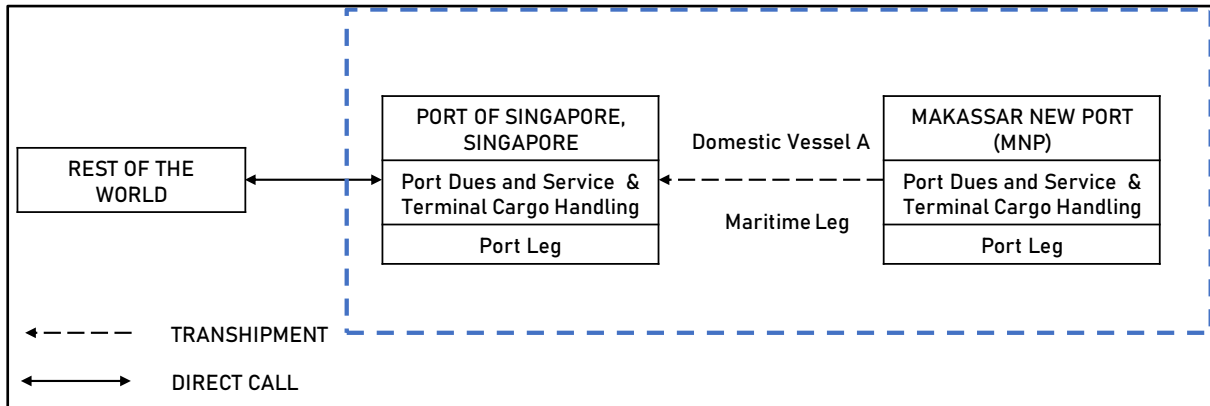 REST OF THE
WORLD
PORT OF SINGAPORE,
SINGAPORE
Port Dues and Service &
Terminal Cargo Handling
Port Leg
Domestic Vessel A
Maritime Leg
MAKASSAR NEW PORT
(MNP)
Port Dues and Service &
Terminal Cargo Handling
Port Leg
TRANSHIPMENT
DIRECT CALL